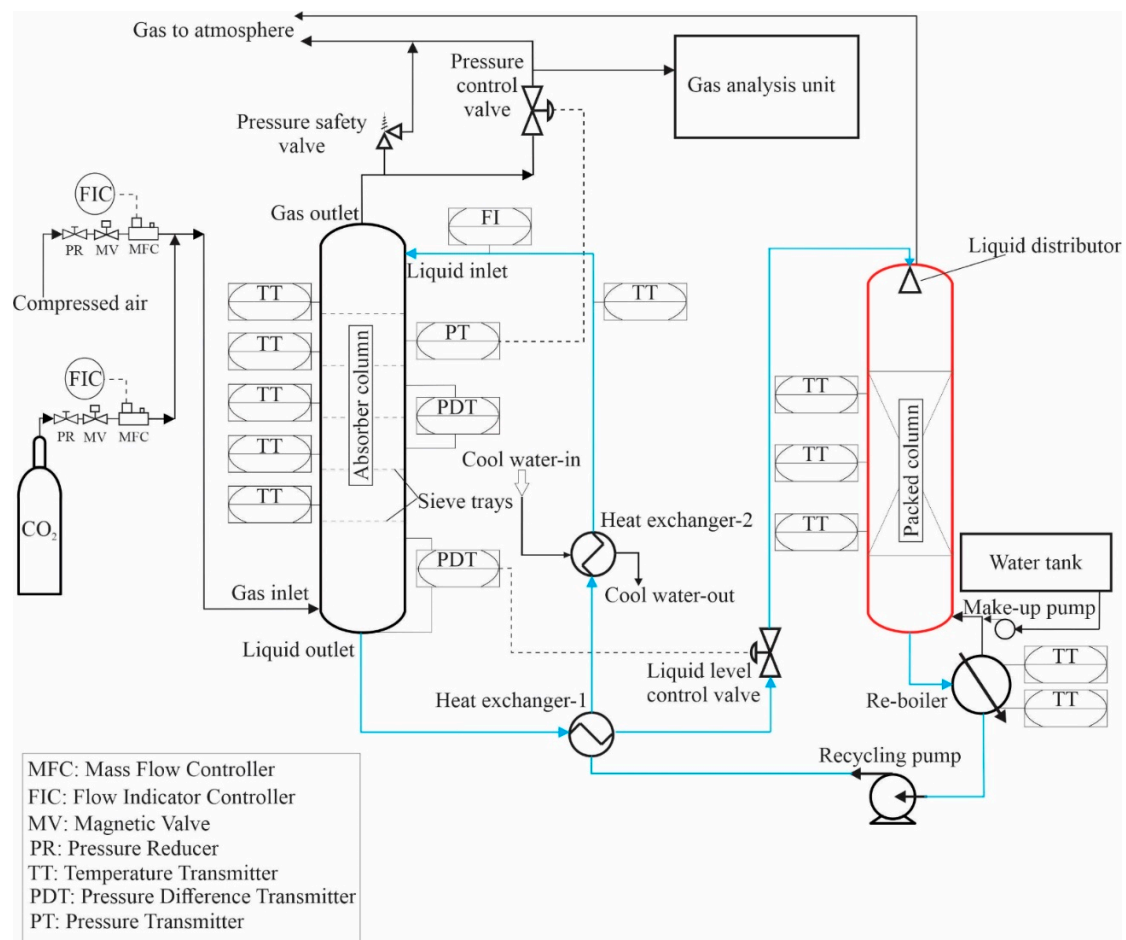 Gas to atmosphere
Pressure
control
valve
Gas analysis unit
Pressure safety
valve
FIC
PR
MV
MFC
Compressed air
FIC
PR
MV
MFC
CO2
Gas outlet
FI
Liquid inlet
Liquid distributor
TT
TT
TT
TT
TT
Absorber column
PT
TT
PDT
Cool water-in
Sieve trays
PDT
Heat exchanger-2
Cool water-out
TT
TT
TT
Packed column
Water tank
Make-up pump
Gas inlet
Liquid outlet
Liquid level
control valve
Heat exchanger-1
Re-boiler
TT
TT
Recycling pump
MFC: Mass Flow Controller
FIC: Flow Indicator Controller
MV: Magnetic Valve
PR: Pressure Reducer
TT: Temperature Transmitter
PDT: Pressure Difference Transmitter
PT: Pressure Transmitter